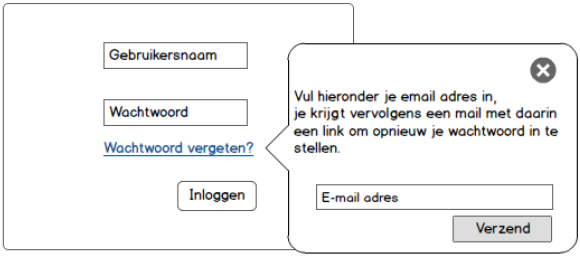 Gebruikersnaam
Wachtwoord
Wachtwoord vergeten?
Inloggen
Vul hieronder je email adres in,
je krijgt vervolgens een mail met daarin
een link om opnieuw je wachtwoord in te
stellen.
E-mail adres
Verzend